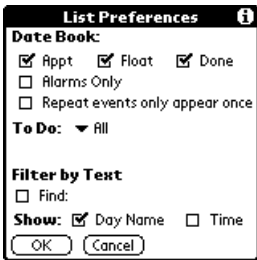 List Preferences i
Date Book:
Appt Float Done
Alarms Only
Repeat events only appear once
To Do: All
Filter by Text
Find:
Show: Day Name Time
OK Cancel